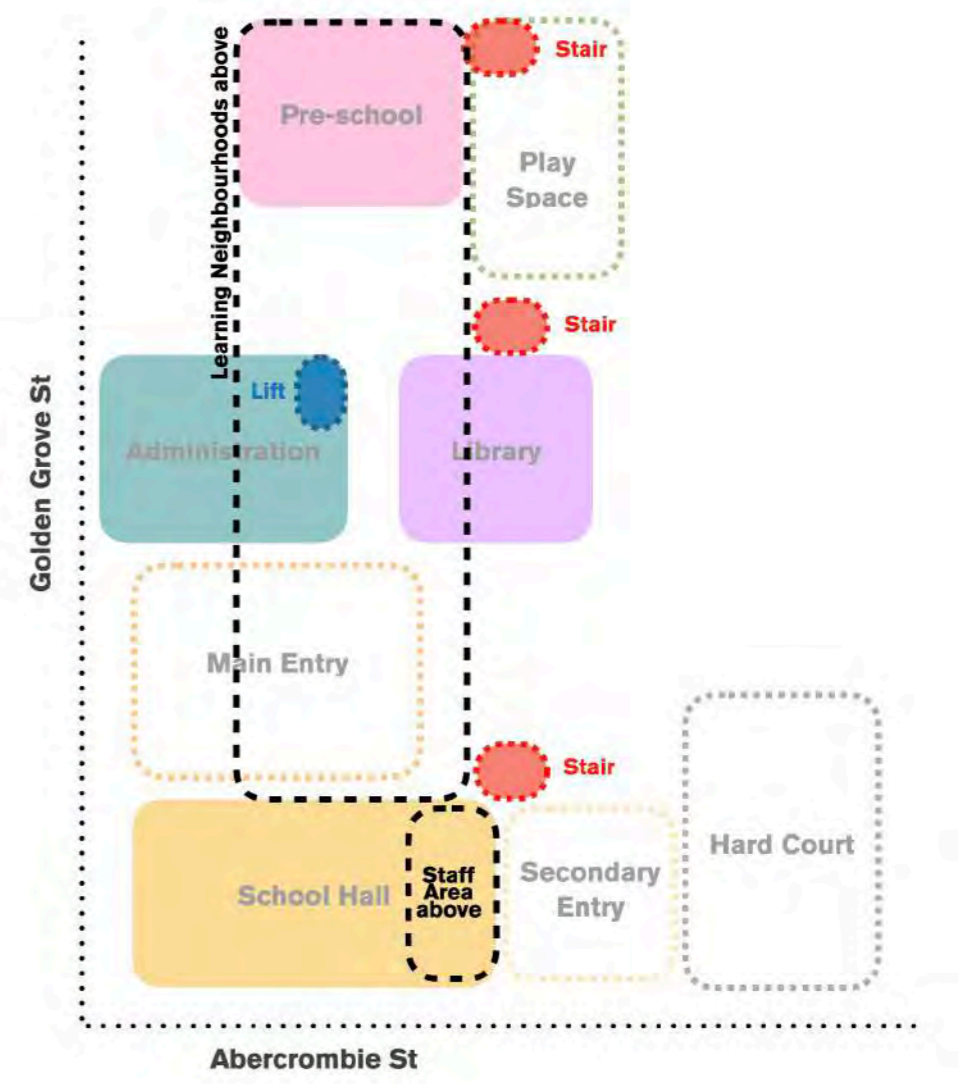 Learning Neighbourhoods above
Pre-school
Stair
Play
Space
Stair
Golden Grove St
Lift
Administration
Library
Main Entry
Stair
School Hall
Staff
Area
above
Secondary
Entry
Hard Court
Abercrombie St